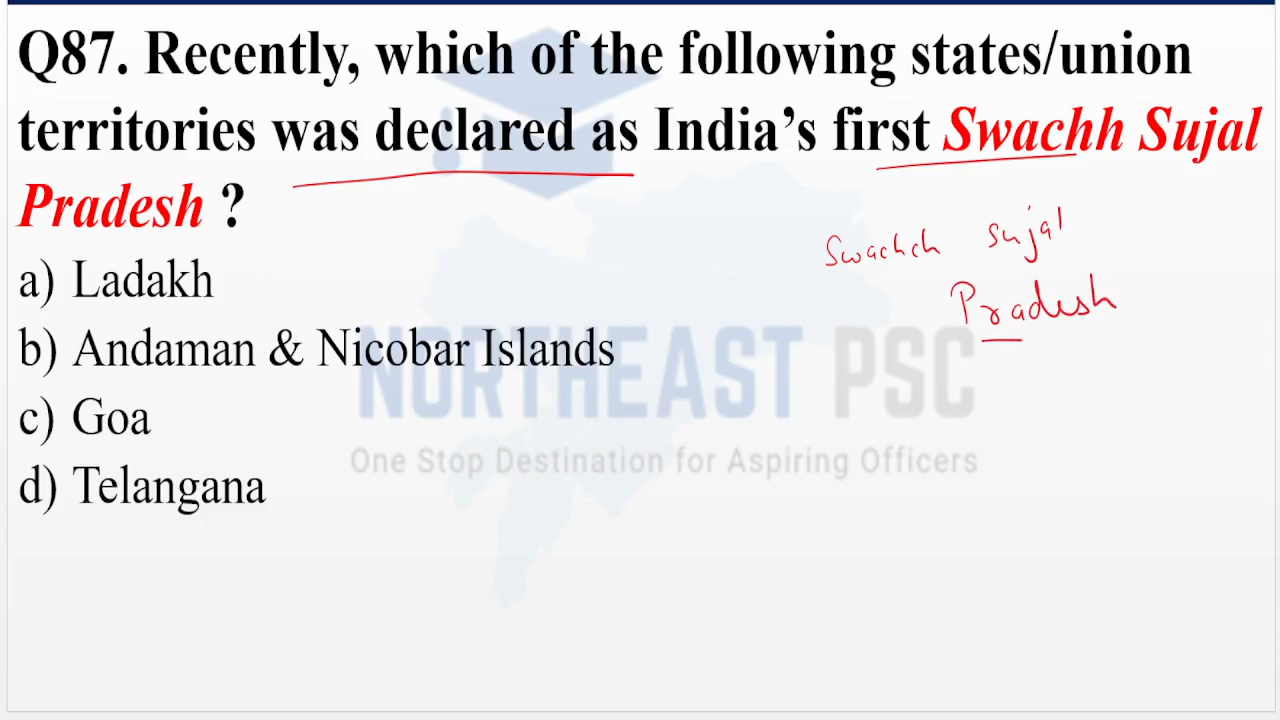 Q87. Recently, which of the following states/union
territories was declared as India's first Swachh Sujal
Pradesh ?
Swachch Sujal
Pradesh
a) Ladakh
b) Andaman & Nicobar Islands
c) Goa
d) Telangana
NORTHEAST PSC
One Stop Destination for Aspiring Officers